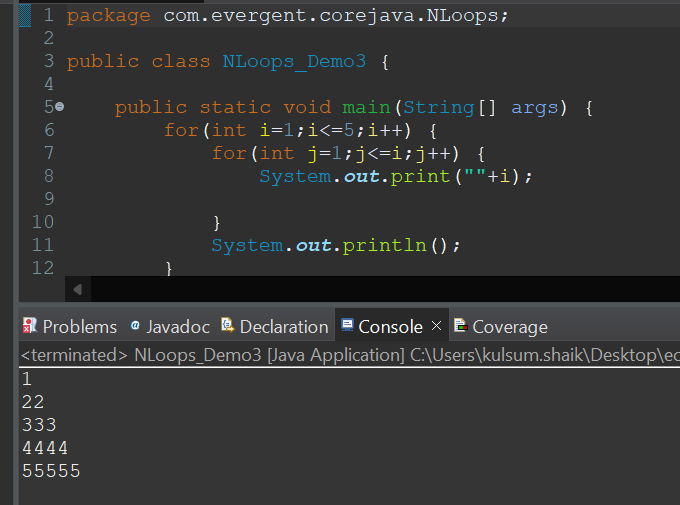 1 package com.evergent.corejava.NLoops;
2
3 public class NLoops_Demo3 {
4
5 public static void main(String[] args) {
6 for(int i=1;i<=5;i++) {
7 for(int j=1;j<=i;j++) {
8 System.out.print(""+i);
9
10 }
11 System.out.println();
12 }
Problems Javadoc Declaration Console Coverage
<terminated> NLoops_Demo3 [Java Application] C:\Users\kulsum.shaik\Desktop\ec
1
22
333
4444
55555